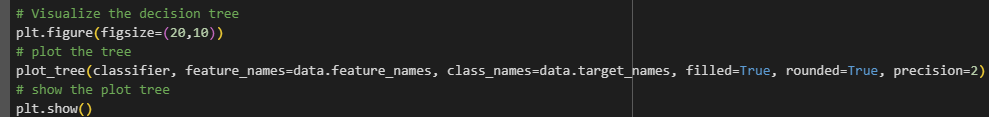 # Visualize the decision tree
plt.figure(figsize=(20,10))
# plot the tree
plot_tree(classifier, feature_names=data.feature_names, class_names=data.target_names, filled=True, rounded=True, precision=2)
# show the plot tree
plt.show()